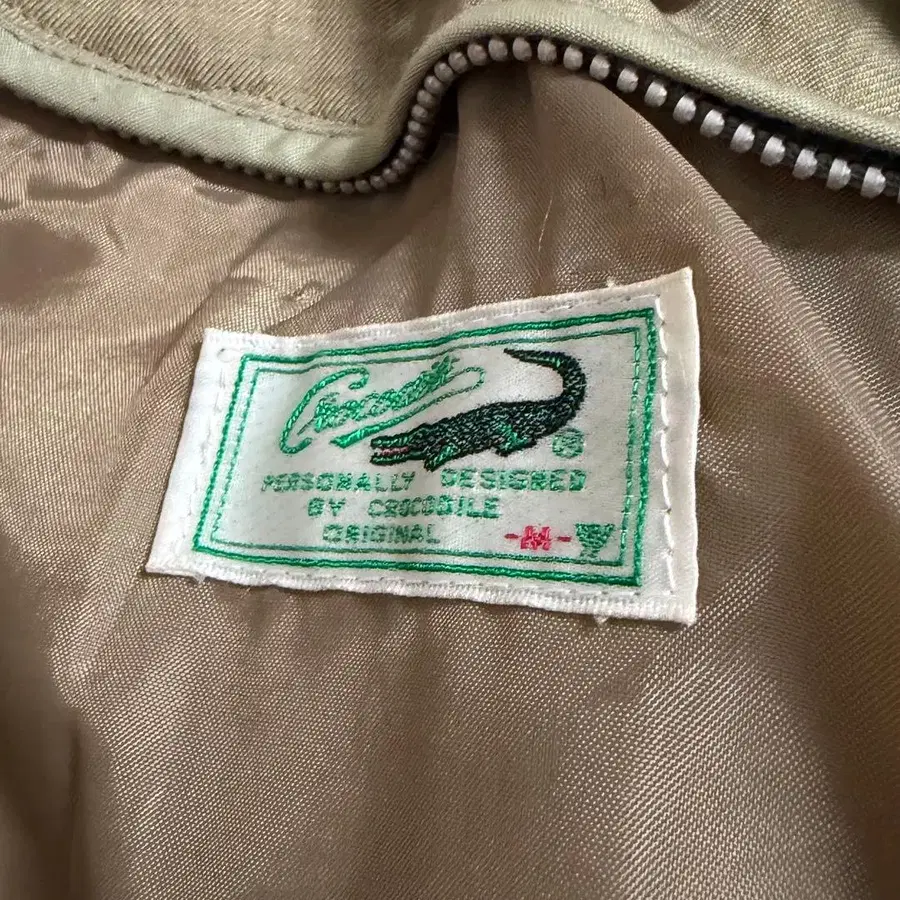 Crocodile
®
PERSONALLY DESIGNED
BY CROCODILE
ORIGINAL -M-